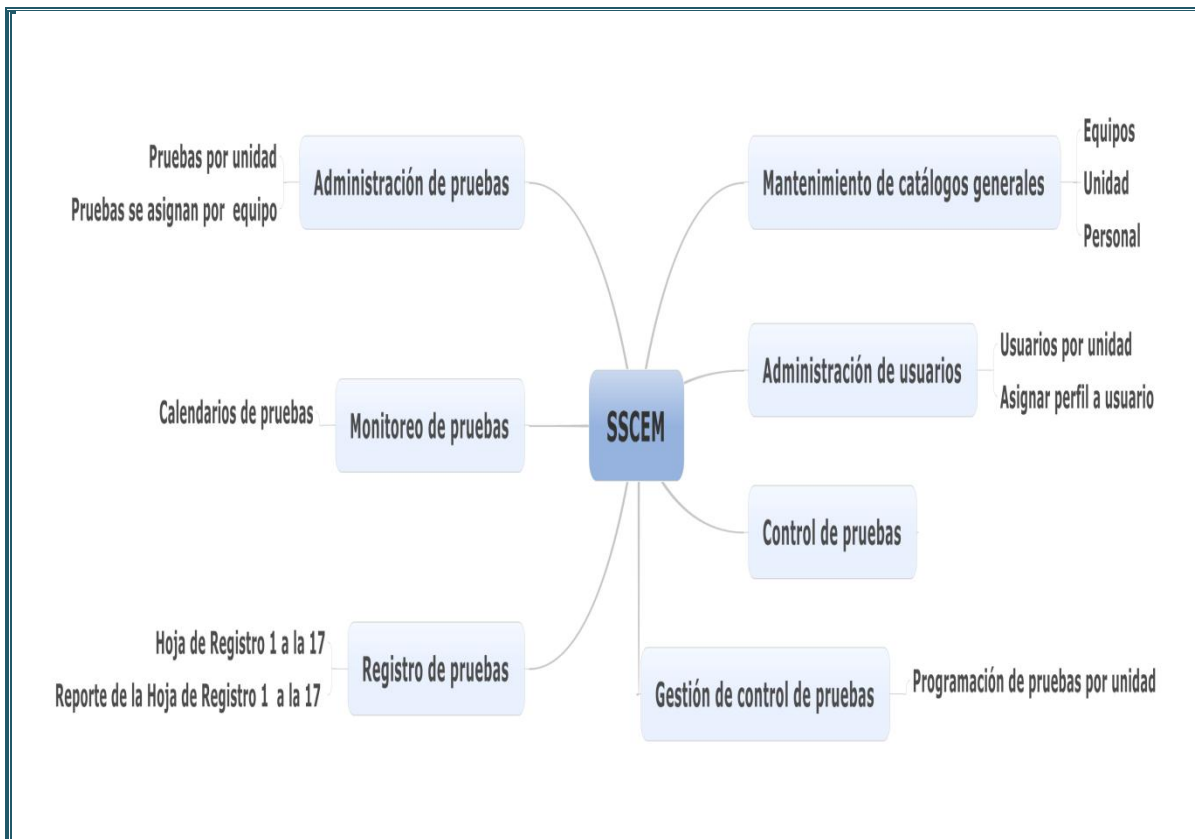 Pruebas por unidad
Pruebas se asignan por equipo
Administración de pruebas
Calendarios de pruebas
Monitoreo de pruebas
Hoja de Registro 1 a la 17
Reporte de la Hoja de Registro 1 a la 17
Registro de pruebas
SSCEM
Mantenimiento de catálogos generales
Equipos
Unidad
Personal
Administración de usuarios
Usuarios por unidad
Asignar perfil a usuario
Control de pruebas
Gestión de control de pruebas
Programación de pruebas por unidad